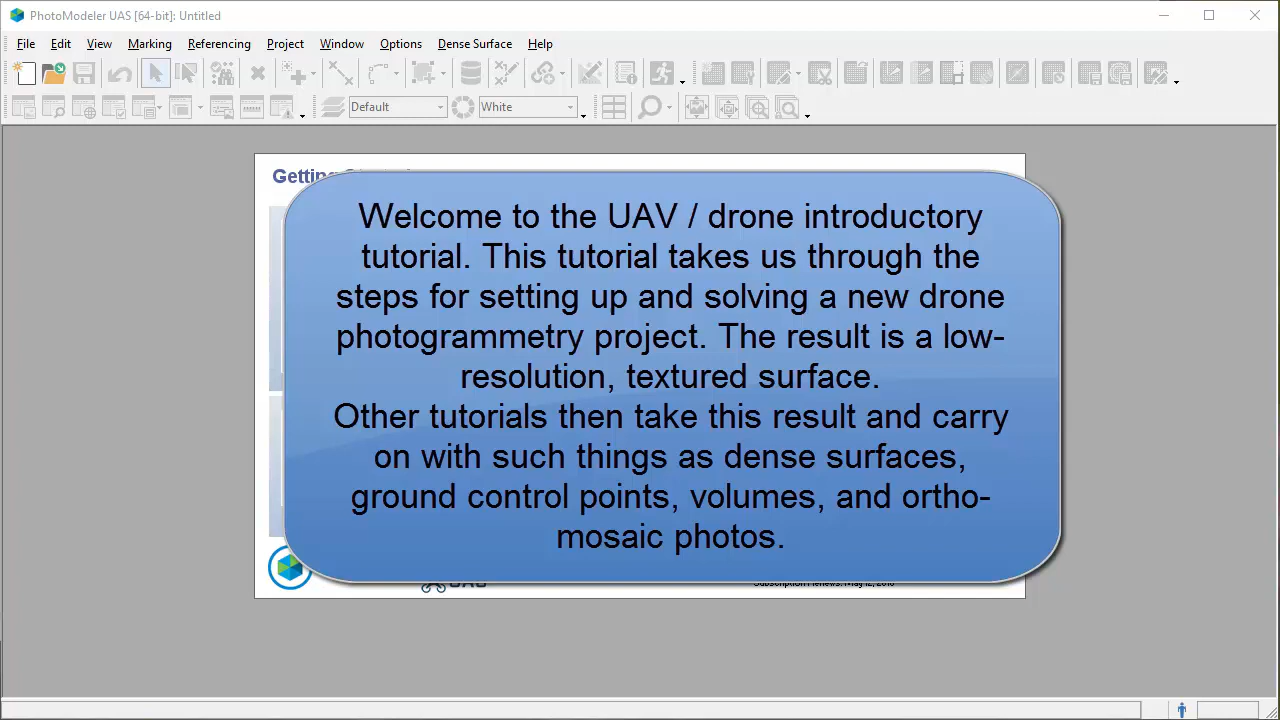 PhotoModeler UAS [64-bit]: Untitled
File Edit View Marking Referencing Project Window Options Dense Surface Help
Default White
Welcome to the UAV / drone introductory
tutorial. This tutorial takes us through the
steps for setting up and solving a new drone
photogrammetry project. The result is a low-
resolution, textured surface.
Other tutorials then take this result and carry
on with such things as dense surfaces,
ground control points, volumes, and ortho-
mosaic photos.